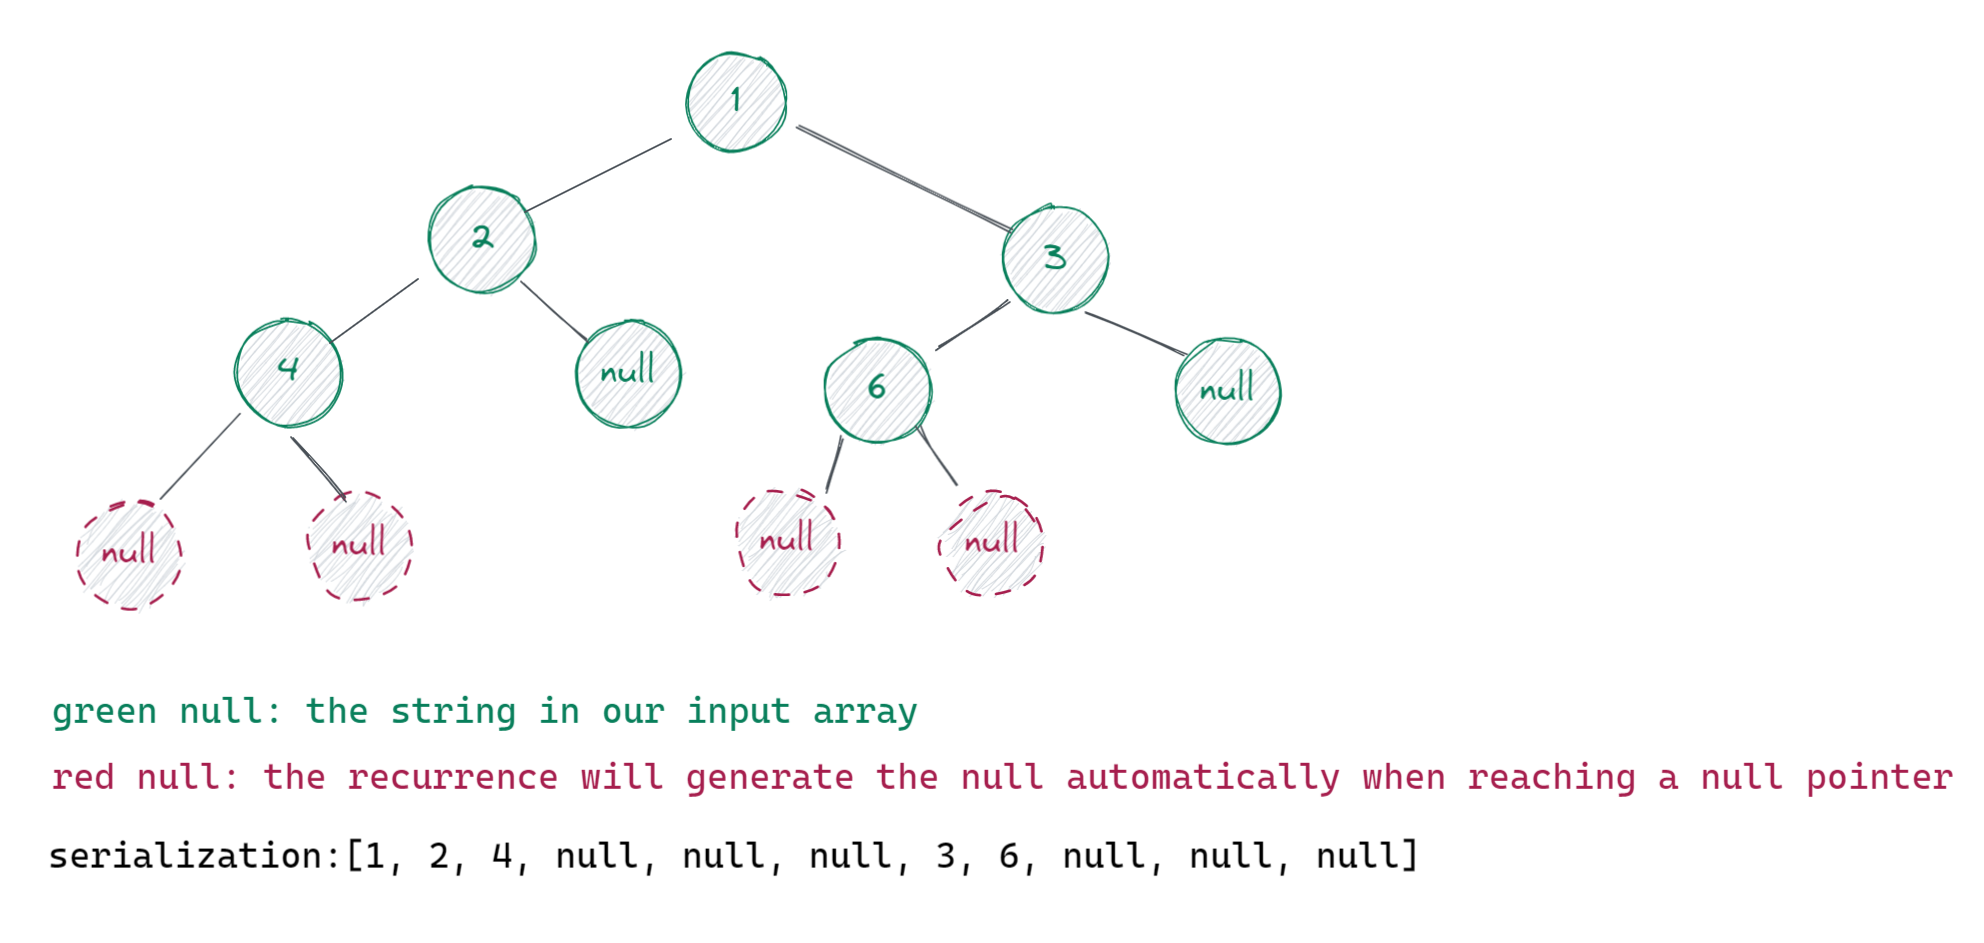 1
2
3
4
null
6
null
null
null
null
null
green null: the string in our input array
red null: the recurrence will generate the null automatically when reaching a null pointer
serialization:[1, 2, 4, null, null, null, 3, 6, null, null, null]